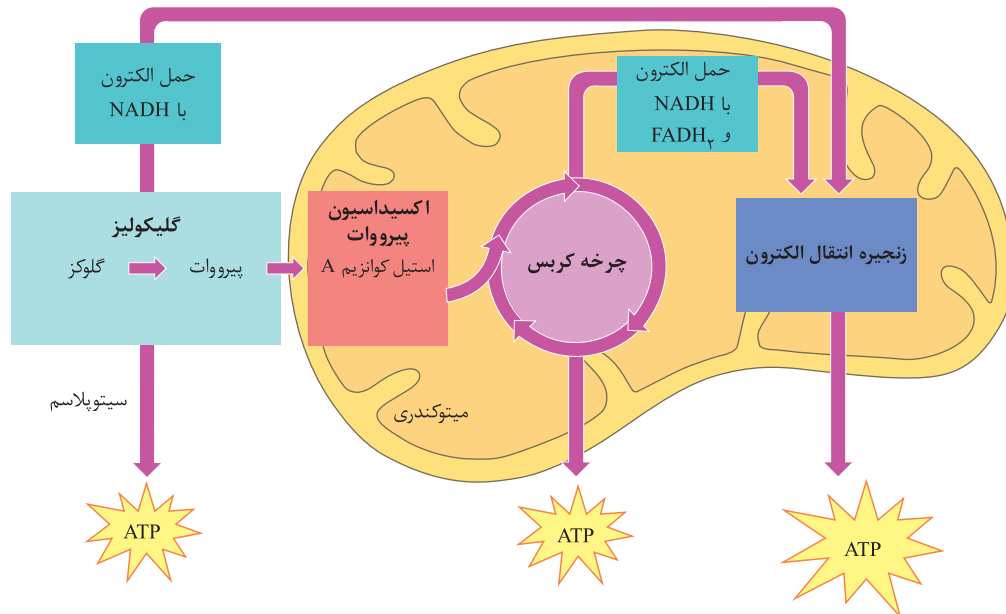 حمل الکترون
با NADH
گلیکولیز
گلوکز
پیرووات
سیتوپلاسم
ATP
اکسیداسیون
پیرووات
استیل کوانزیم A
چرخه کربس
میتوکندری
ATP
حمل الکترون
با
NADH
و FADH₂
زنجیره انتقال الکترون
ATP